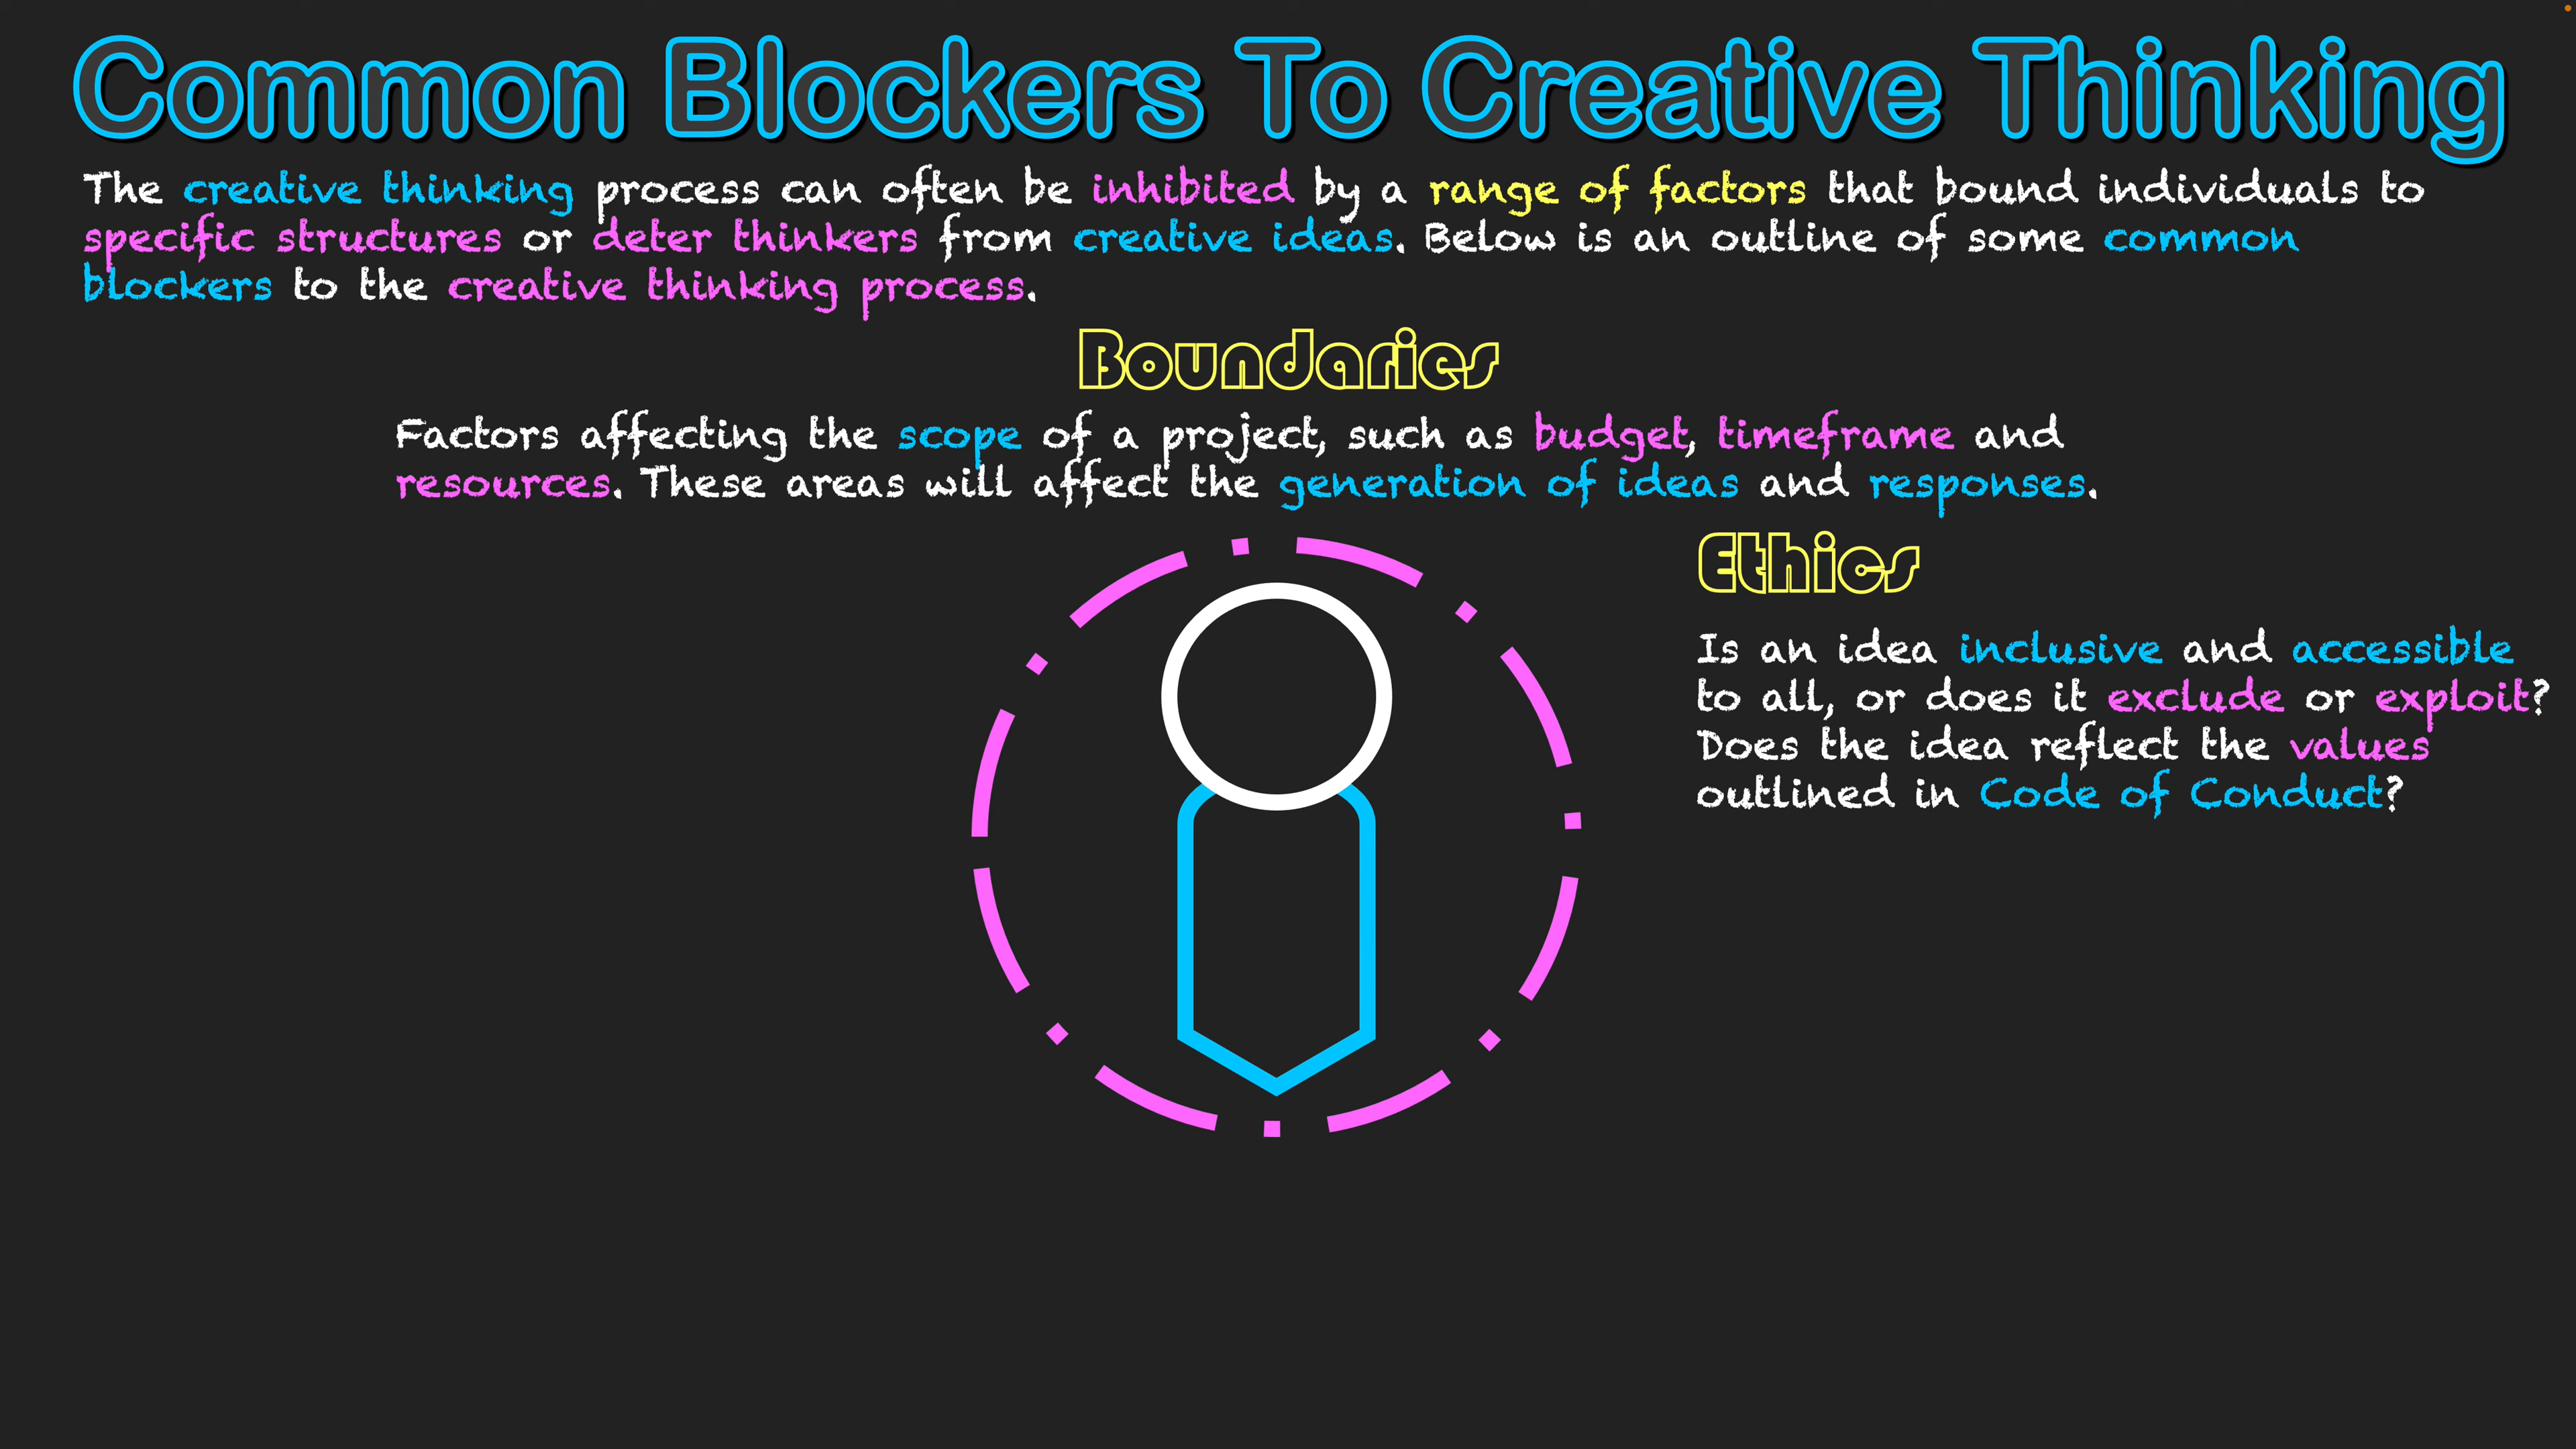 Common Blockers To Creative Thinking
The creative thinking process can often be inhibited by a range of factors that bound individuals to
specific structures or deter thinkers from creative ideas. Below is an outline of some common
blockers to the creative thinking process.
Boundaries
Factors affecting the scope of a project, such as budget, timeframe and
resources. These areas will affect the generation of ideas and responses.
Ethics
Is an idea inclusive and accessible
to all, or does it exclude or exploit?
Does the idea reflect the values
outlined in Code of Conduct?